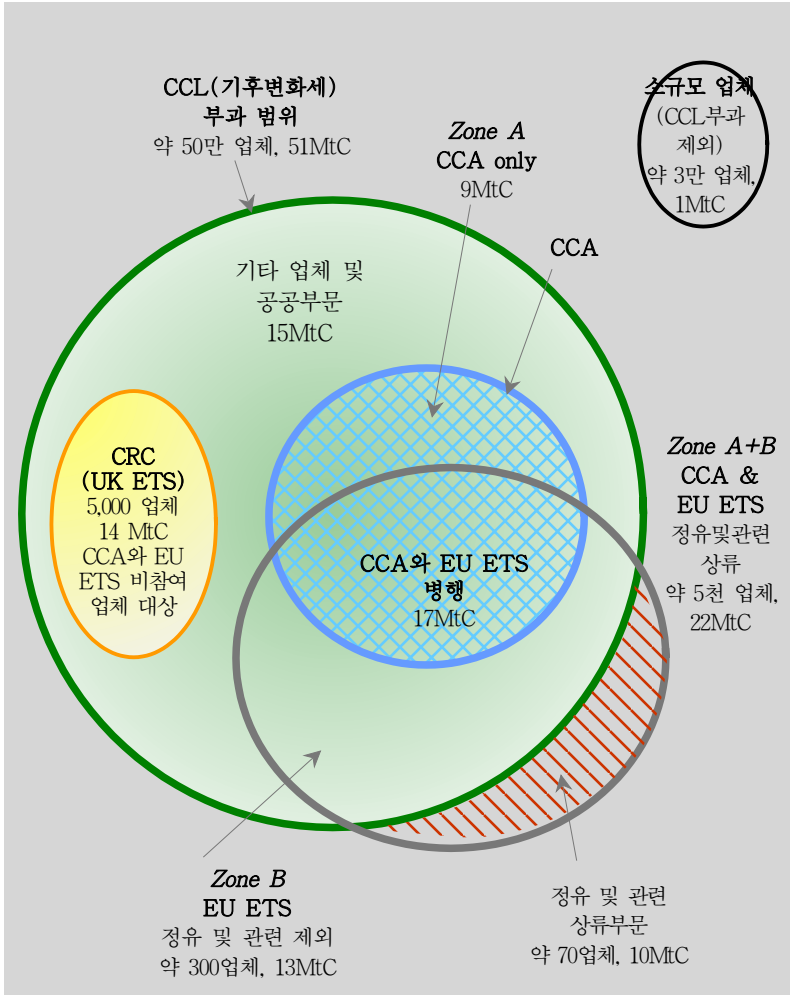 CCL(기후변화세)
부과 범위
약 50만 업체, 51MtC
소규모 업체
(CCL부과
제외)
약 3만 업체,
1MtC
Zone A
CCA only
9MtC
CCA
기타 업체 및
공공부문
15MtC
CRC
(UK ETS)
5,000 업체
14 MtC
CCA와 EU
ETS 비참여
업체 대상
CCA와 EU ETS
병행
17MtC
Zone A+B
CCA &
EU ETS
정유및관련
상류
약 5천 업체,
22MtC
Zone B
EU ETS
정유 및 관련 제외
약 300업체, 13MtC
정유 및 관련
상류부문
약 70업체, 10MtC